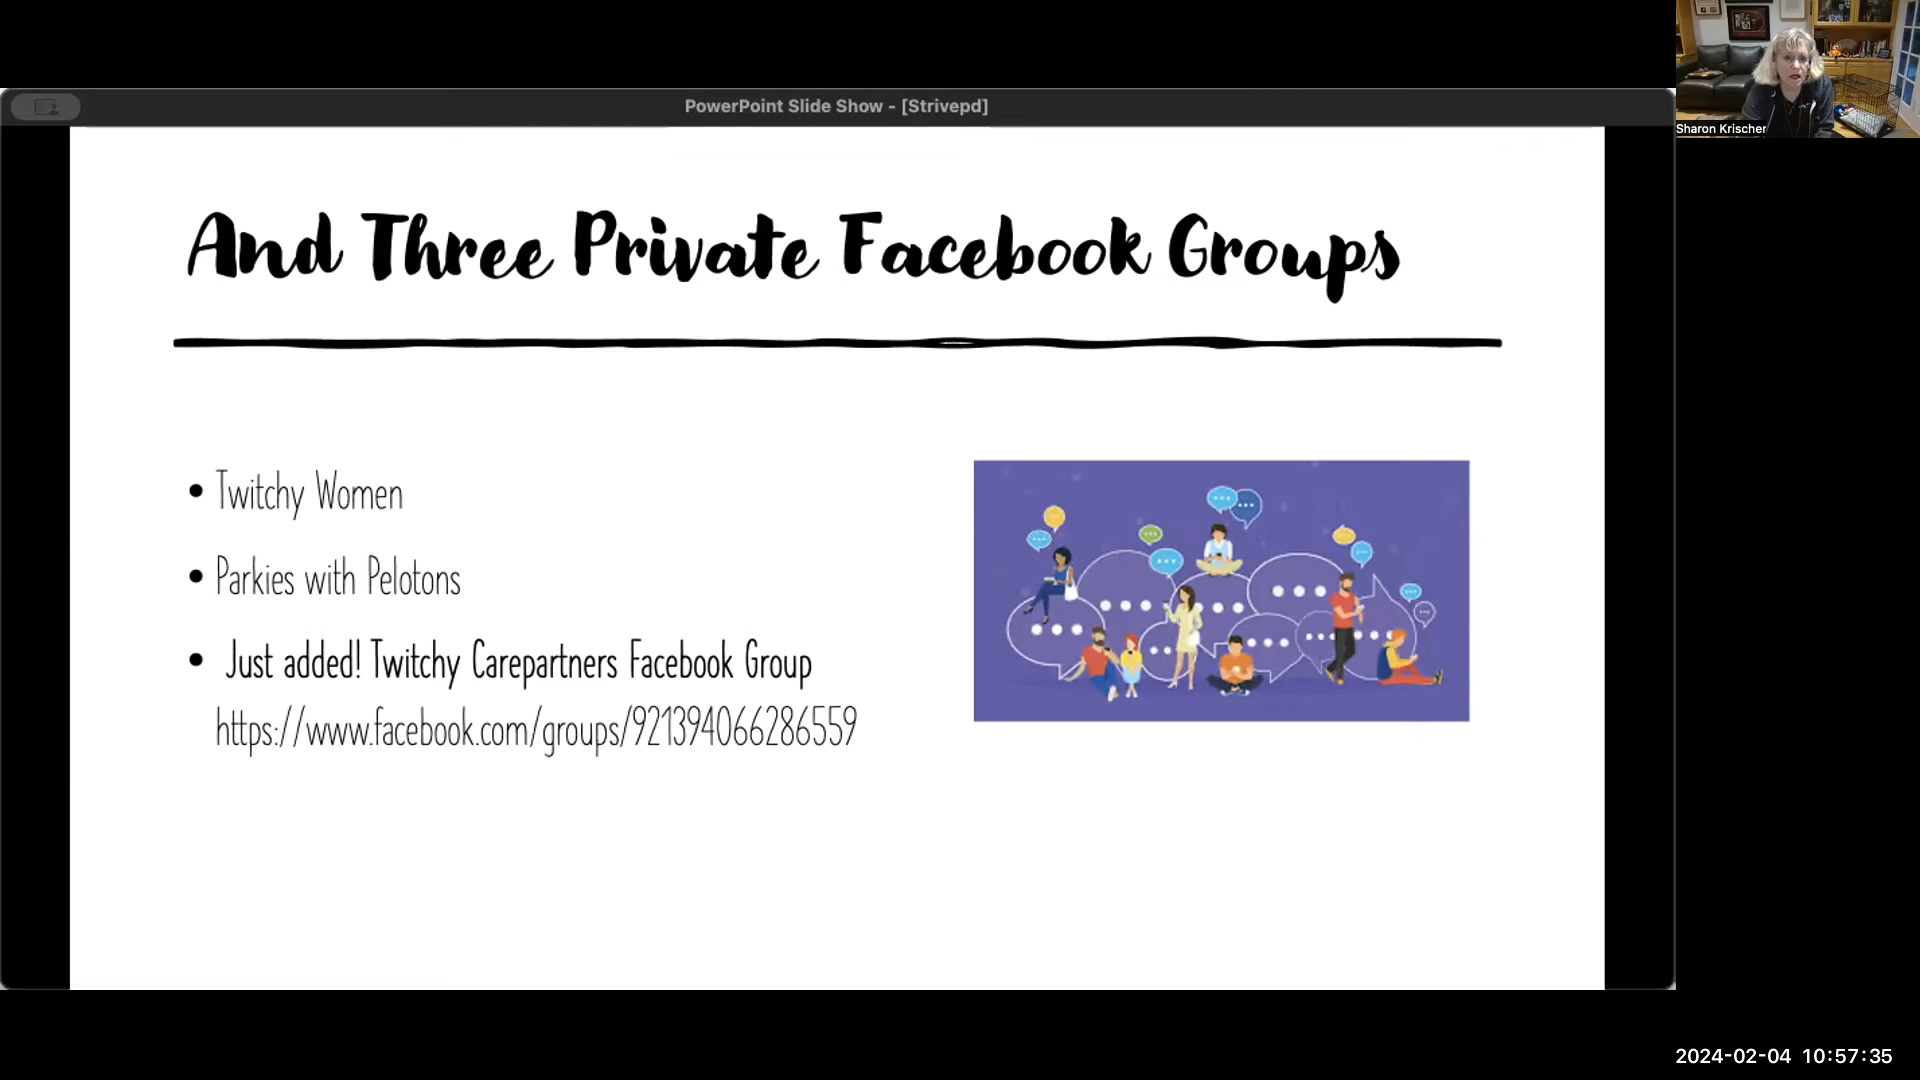 PowerPoint Slide Show - [Strivepd]
Sharon Krischer
And Three Private Facebook Groups
• Twitchy Women
• Parkies with Pelotons
• Just added! Twitchy Carepartners Facebook Group
https://www.facebook.com/groups/921394066286559
2024-02-04 10:57:35